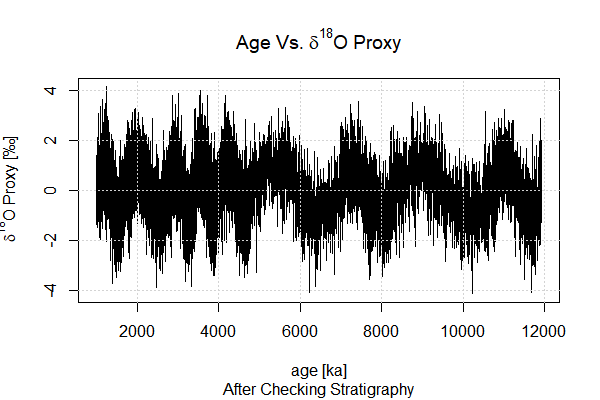 Age Vs. δ¹⁸O Proxy
δ¹⁸O Proxy [‰]
4
2
0
-2
-4
2000 4000 6000 8000 10000 12000
age [ka]
After Checking Stratigraphy